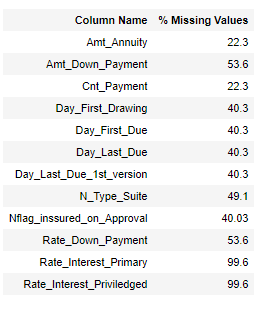 Column Name % Missing Values
Amt_Annuity 22.3
Amt_Down_Payment 53.6
Cnt_Payment 22.3
Day_First_Drawing 40.3
Day_First_Due 40.3
Day_Last_Due 40.3
Day_Last_Due_1st_version 40.3
N_Type_Suite 49.1
Nflag_inssured_on_Approval 40.03
Rate_Down_Payment 53.6
Rate_Interest_Primary 99.6
Rate_Interest_Priviledged 99.6